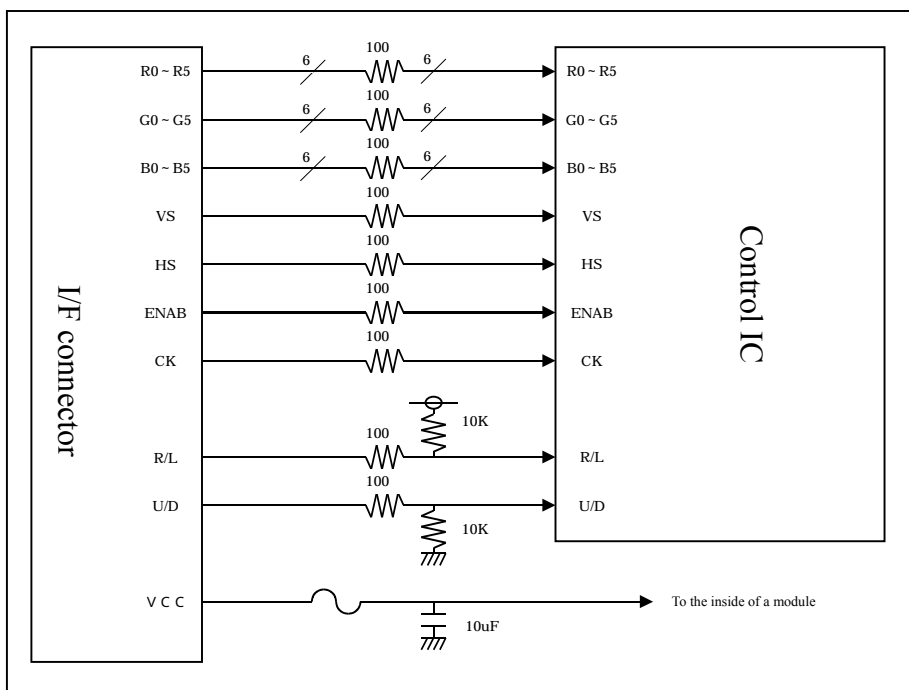 100
R0 ~ R5 6 6 R0 ~ R5
100
G0 ~ G5 6 6 G0 ~ G5
100
B0 ~ B5 6 6 B0 ~ B5
100
VS VS
100
HS HS
100
ENAB ENAB
100
CK CK
I/F connector
Control IC
10K
100
R/L R/L
100
U/D U/D
10K
VCC To the inside of a module
10uF